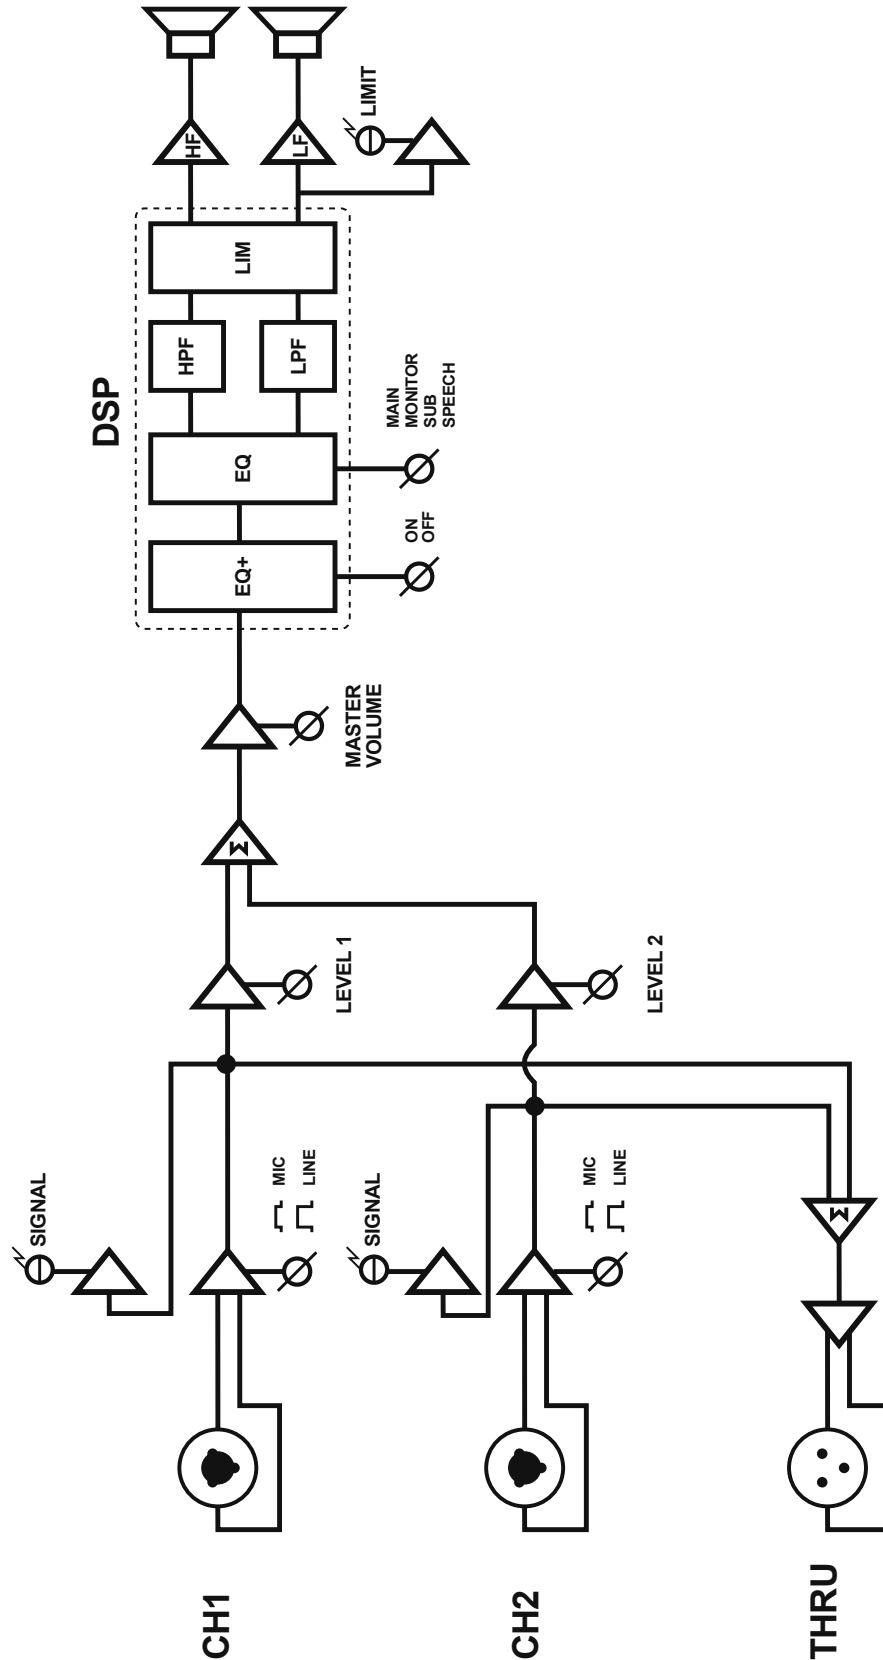 CH1
SIGNAL
MIC
LINE
LEVEL 1
Σ
MASTER
VOLUME
DSP
EQ+
ON
OFF
EQ
MAIN
MONITOR
SUB
SPEECH
HPF
LPF
LIM
HF
LF
LIMIT
CH2
SIGNAL
MIC
LINE
LEVEL 2
THRU
Σ